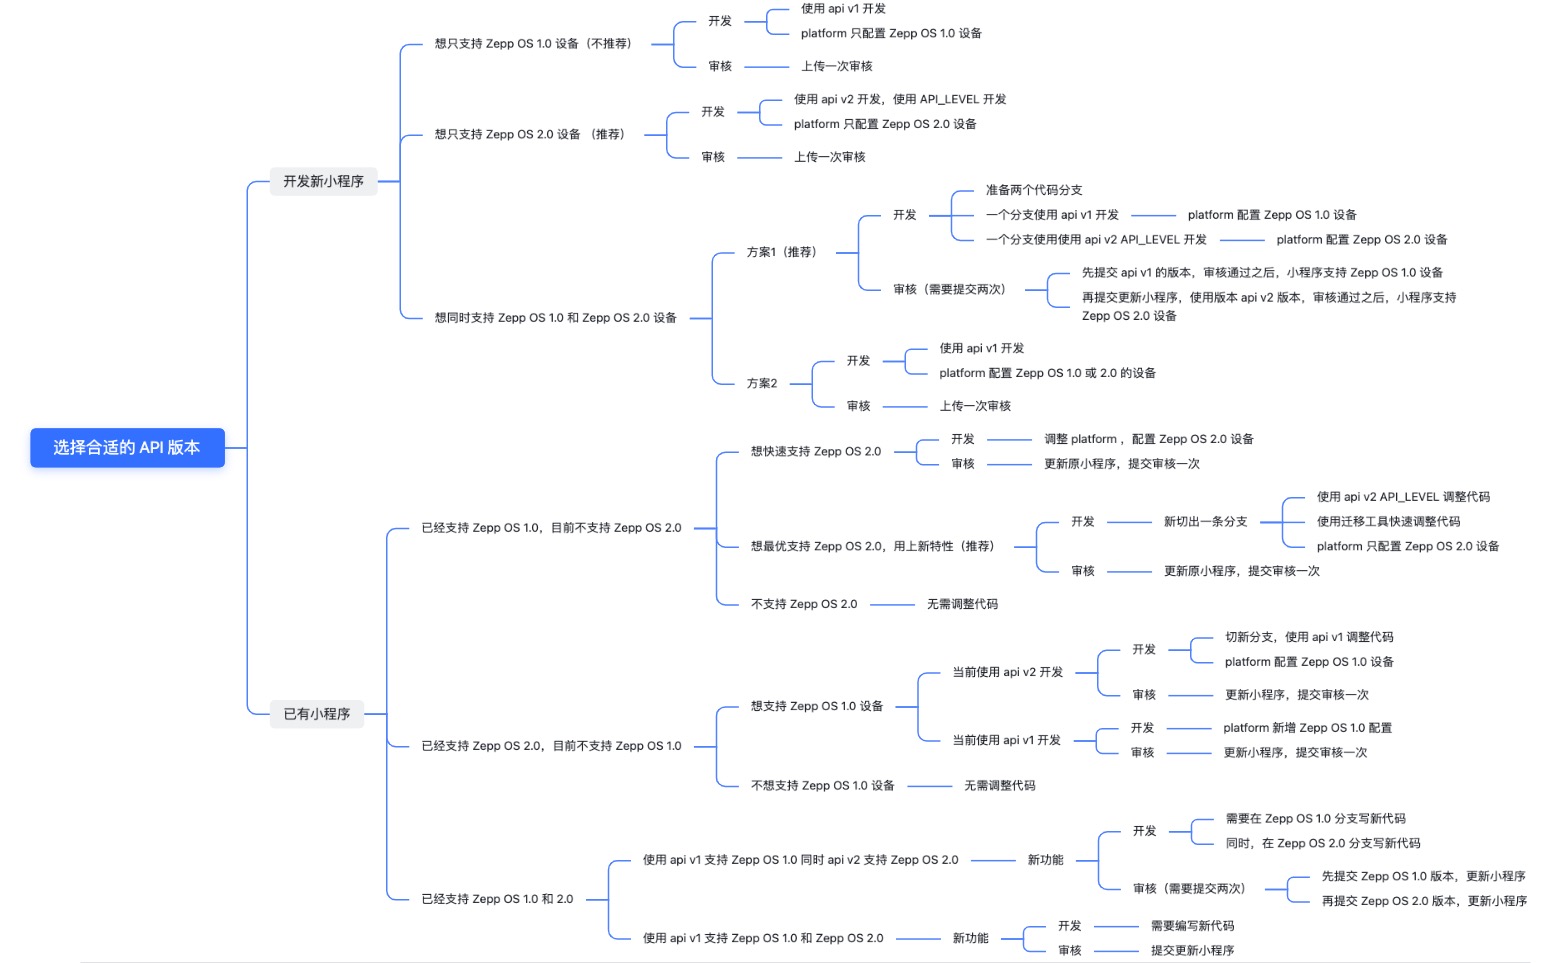 选择合适的 API 版本
开发新小程序
想只支持 Zepp OS 1.0 设备（不推荐）
开发
使用 api v1 开发
platform 只配置 Zepp OS 1.0 设备
审核
上传一次审核
想只支持 Zepp OS 2.0 设备 （推荐）
开发
使用 api v2 开发，使用 API_LEVEL 开发
platform 只配置 Zepp OS 2.0 设备
审核
上传一次审核
想同时支持 Zepp OS 1.0 和 Zepp OS 2.0 设备
方案1（推荐）
开发
准备两个代码分支
一个分支使用 api v1 开发
platform 配置 Zepp OS 1.0 设备
一个分支使用使用 api v2 API_LEVEL 开发
platform 配置 Zepp OS 2.0 设备
审核（需要提交两次）
先提交 api v1 的版本，审核通过之后，小程序支持 Zepp OS 1.0 设备
再提交更新小程序，使用版本 api v2 版本，审核通过之后，小程序支持
Zepp OS 2.0 设备
方案2
开发
使用 api v1 开发
platform 配置 Zepp OS 1.0 或 2.0 的设备
审核
上传一次审核
已有小程序
已经支持 Zepp OS 1.0，目前不支持 Zepp OS 2.0
想快速支持 Zepp OS 2.0
开发
调整 platform ，配置 Zepp OS 2.0 设备
审核
更新原小程序，提交审核一次
想最优支持 Zepp OS 2.0，用上新特性（推荐）
开发
新切出一条分支
使用 api v2 API_LEVEL 调整代码
使用迁移工具快速调整代码
platform 只配置 Zepp OS 2.0 设备
审核
更新原小程序，提交审核一次
不支持 Zepp OS 2.0
无需调整代码
已经支持 Zepp OS 2.0，目前不支持 Zepp OS 1.0
想支持 Zepp OS 1.0 设备
当前使用 api v2 开发
开发
切新分支，使用 api v1 调整代码
platform 配置 Zepp OS 1.0 设备
审核
更新小程序，提交审核一次
当前使用 api v1 开发
开发
platform 新增 Zepp OS 1.0 配置
审核
更新小程序，提交审核一次
不想支持 Zepp OS 1.0 设备
无需调整代码
已经支持 Zepp OS 1.0 和 2.0
使用 api v1 支持 Zepp OS 1.0 同时 api v2 支持 Zepp OS 2.0
新功能
开发
需要在 Zepp OS 1.0 分支写新代码
同时，在 Zepp OS 2.0 分支写新代码
审核（需要提交两次）
先提交 Zepp OS 1.0 版本，更新小程序
再提交 Zepp OS 2.0 版本，更新小程序
使用 api v1 支持 Zepp OS 1.0 和 Zepp OS 2.0
新功能
开发
需要编写新代码
审核
提交更新小程序